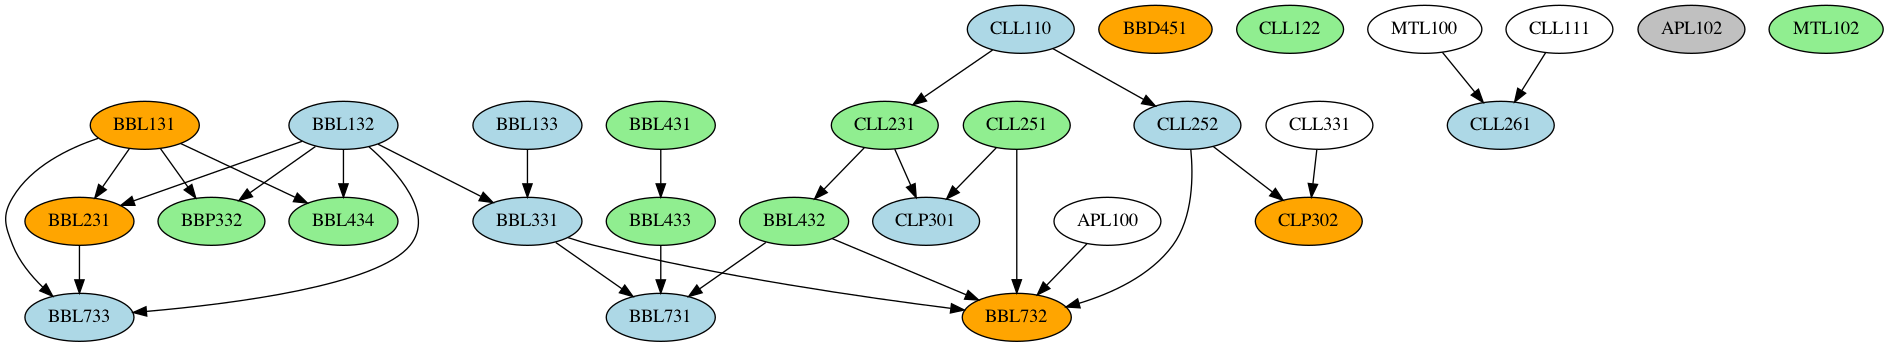 CLL110 BBD451 CLL122 MTL100 CLL111 APL102 MTL102
BBL131 BBL132 BBL133 BBL431 CLL231 CLL251 CLL252 CLL331 CLL261
BBL231 BBP332 BBL434 BBL331 BBL433 BBL432 CLP301 APL100 CLP302
BBL733 BBL731 BBL732